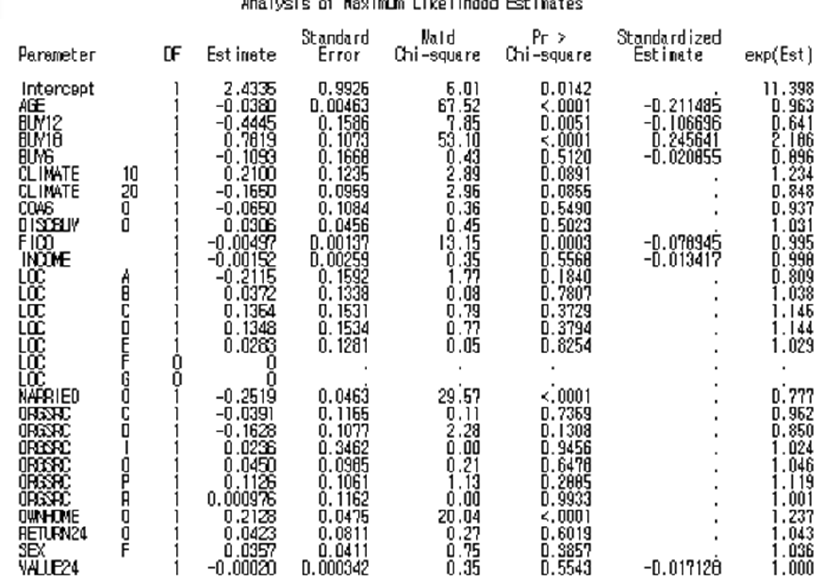 Analysis of Maximum Likelihood Estimates
Standard Wald Pr > Standardized
Parameter DF Estimate Error Chi-square Chi-square Estimate exp(Est)
Intercept 1 2.4335 0.9926 6.01 0.0142 . 11.398
AGE 1 -0.0380 0.00463 67.52 <.0001 -0.211485 0.963
BUY12 1 -0.4445 0.1586 7.85 0.0051 -0.106696 0.641
BUY18 1 0.7819 0.1073 53.10 <.0001 0.245641 2.186
BUY6 1 -0.1093 0.1668 0.43 0.5120 -0.020855 0.896
CLIMATE 10 1 0.2100 0.1235 2.89 0.0891 . 1.234
CLIMATE 20 1 -0.1650 0.0959 2.96 0.0855 . 0.848
COA6 0 1 -0.0650 0.1084 0.36 0.5490 . 0.937
DISCBUY 0 1 0.0306 0.0456 0.45 0.5023 . 1.031
FICO 1 -0.00497 0.00137 13.15 0.0003 -0.078945 0.995
INCOME 1 -0.00152 0.00259 0.35 0.5568 -0.013417 0.998
LOC A 1 -0.2115 0.1592 1.77 0.1840 . 0.809
LOC B 1 0.0372 0.1338 0.08 0.7807 . 1.038
LOC C 1 0.1364 0.1531 0.79 0.3729 . 1.146
LOC D 1 0.1348 0.1534 0.77 0.3794 . 1.144
LOC E 1 0.0283 0.1281 0.05 0.8254 . 1.029
LOC F 0 0 . . . . .
LOC G 0 0 . . . . .
MARRIED 0 1 -0.2519 0.0463 29.57 <.0001 . 0.777
ORGSRC C 1 -0.0391 0.1165 0.11 0.7369 . 0.962
ORGSRC D 1 -0.1628 0.1077 2.28 0.1308 . 0.850
ORGSRC I 1 0.0236 0.3462 0.00 0.9456 . 1.024
ORGSRC O 1 0.0450 0.0985 0.21 0.6478 . 1.046
ORGSRC P 1 0.1126 0.1061 1.13 0.2885 . 1.119
ORGSRC R 1 0.000976 0.1162 0.00 0.9933 . 1.001
OWNHOME 0 1 0.2128 0.0475 20.04 <.0001 . 1.237
RETURN24 0 1 0.0423 0.0811 0.27 0.6019 . 1.043
SEX F 1 0.0357 0.0411 0.75 0.3857 . 1.036
VALUE24 1 -0.00020 0.000342 0.35 0.5543 -0.017128 1.000